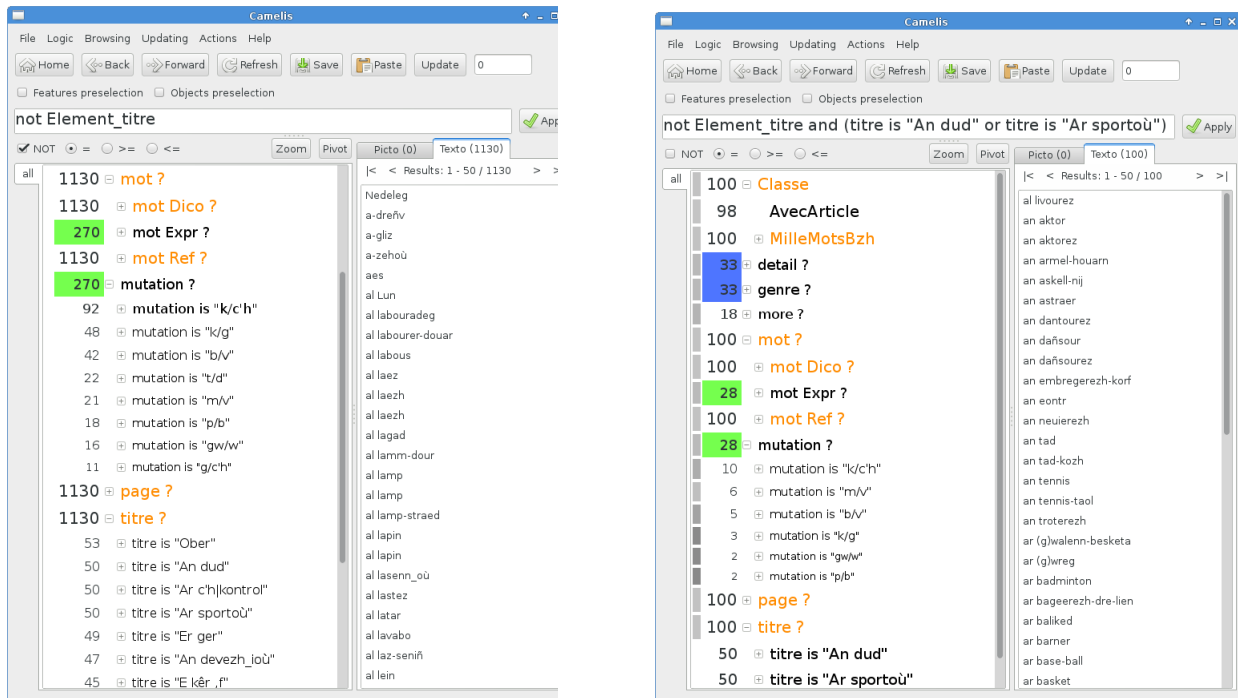 Camelis
File Logic Browsing Updating Actions Help
Home Back Forward Refresh Save Paste Update 0
Features preselection Objects preselection
not Element_titre
App
NOT = >= <= Zoom Pivot Picto (0) Texto (1130)
all
|< < Results: 1 - 50 / 1130 > >
1130 mot ?
1130 mot Dico ?
270 mot Expr ?
1130 mot Ref ?
270 mutation ?
92 mutation is "k/c'h"
48 mutation is "k/g"
42 mutation is "b/v"
22 mutation is "t/d"
21 mutation is "m/v"
18 mutation is "p/b"
16 mutation is "gw/w"
11 mutation is "g/c'h"
1130 page ?
1130 titre ?
53 titre is "Ober"
50 titre is "An dud"
50 titre is "Ar c'h|kontrol"
50 titre is "Ar sportoù"
49 titre is "Er ger"
47 titre is "An devezh_ioù"
45 titre is "E kêr ,f"
Nedeleg
a-dreñv
a-gliz
a-zehoù
aes
al Lun
al labouradeg
al labourer-douar
al labous
al laez
al laezh
al laezh
al lagad
al lamm-dour
al lamp
al lamp
al lamp-straed
al lapin
al lapin
al lasenn_où
al lastez
al latar
al lavabo
al laz-seniñ
al lein
Camelis
File Logic Browsing Updating Actions Help
Home Back Forward Refresh Save Paste Update 0
Features preselection Objects preselection
not Element_titre and (titre is "An dud" or titre is "Ar sportoù")
Apply
NOT = >= <= Zoom Pivot Picto (0) Texto (100)
all
|< < Results: 1 - 50 / 100 > >|
100 Classe
98 AvecArticle
100 MilleMotsBzh
33 detail ?
33 genre ?
18 more ?
100 mot ?
100 mot Dico ?
28 mot Expr ?
100 mot Ref ?
28 mutation ?
10 mutation is "k/c'h"
6 mutation is "m/v"
5 mutation is "b/v"
3 mutation is "k/g"
2 mutation is "gw/w"
2 mutation is "p/b"
100 page ?
100 titre ?
50 titre is "An dud"
50 titre is "Ar sportoù"
al livourez
an aktor
an aktorez
an armel-houarn
an askell-nij
an astraer
an dantourez
an dañsour
an dañsourez
an embregerezh-korf
an eontr
an neuierezh
an tad
an tad-kozh
an tennis
an tennis-taol
an troterezh
ar (g)walenn-besketa
ar (g)wreg
ar badminton
ar bageerezh-dre-lien
ar baliked
ar barner
ar base-ball
ar basket